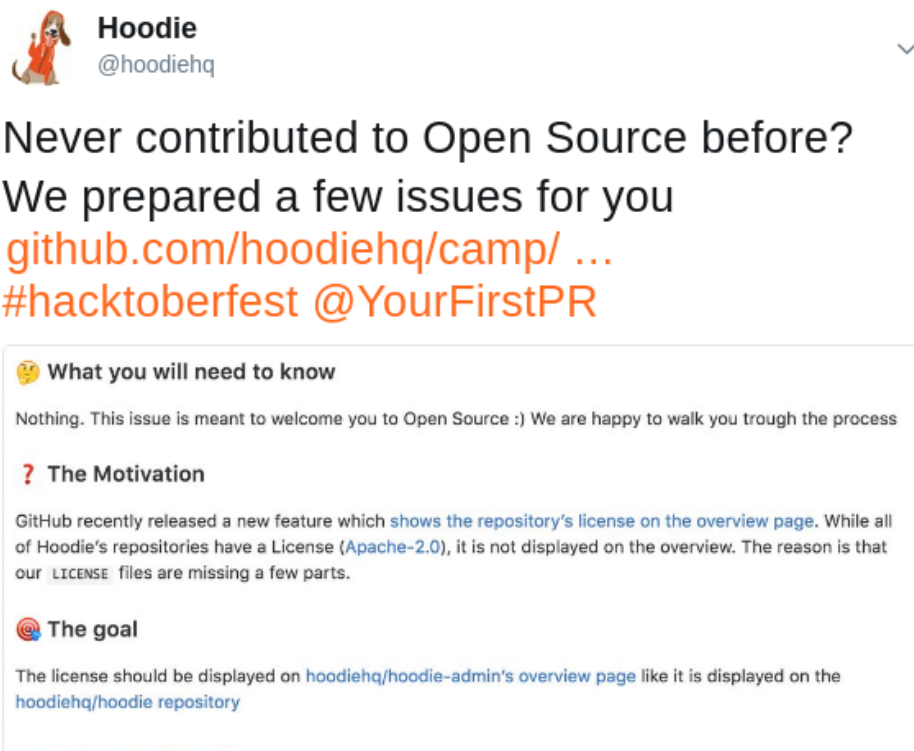 Hoodie
@hoodiehq
Never contributed to Open Source before?
We prepared a few issues for you
github.com/hoodiehq/camp/ …
#hacktoberfest @YourFirstPR
🤔 What you will need to know
Nothing. This issue is meant to welcome you to Open Source :) We are happy to walk you trough the process
❓ The Motivation
GitHub recently released a new feature which shows the repository's license on the overview page. While all
of Hoodie's repositories have a License (Apache-2.0), it is not displayed on the overview. The reason is that
our LICENSE files are missing a few parts.
🎯 The goal
The license should be displayed on hoodiehq/hoodie-admin's overview page like it is displayed on the
hoodiehq/hoodie repository